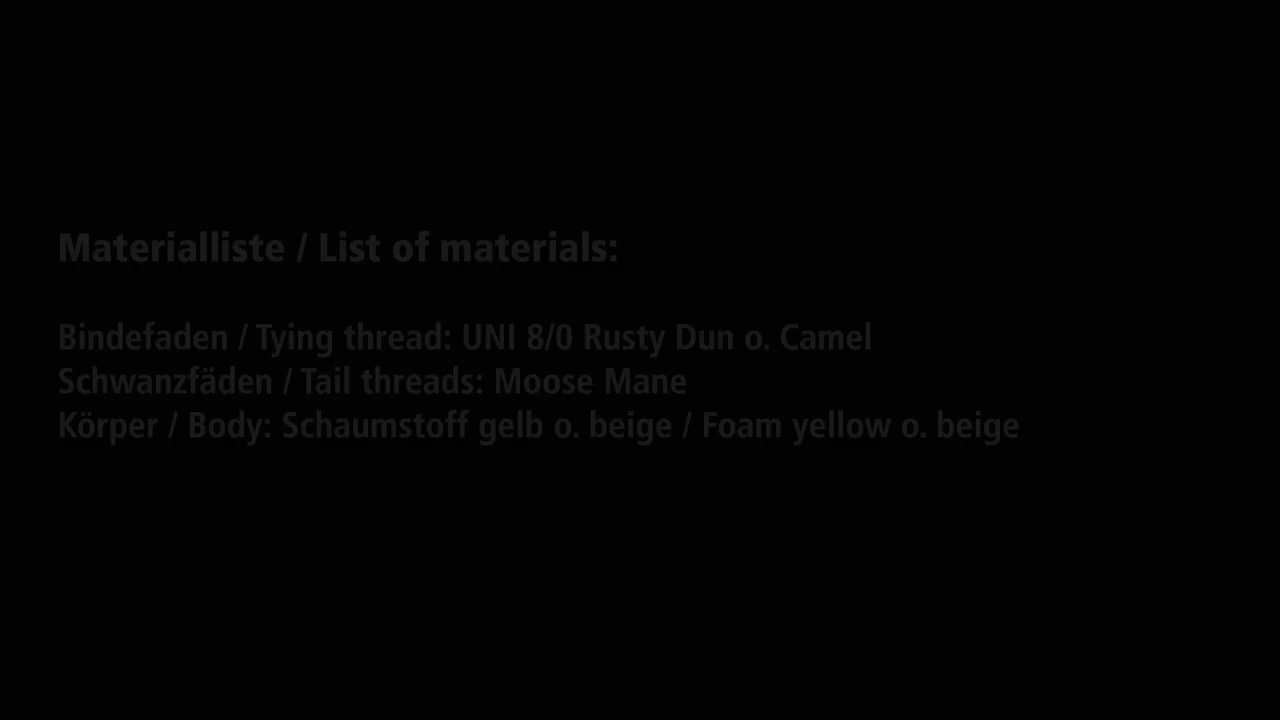 Materialliste / List of materials:
Bindefaden / Tying thread: UNI 8/0 Rusty Dun o. Camel
Schwanzfäden / Tail threads: Moose Mane
Körper / Body: Schaumstoff gelb o. beige / Foam yellow o. beige